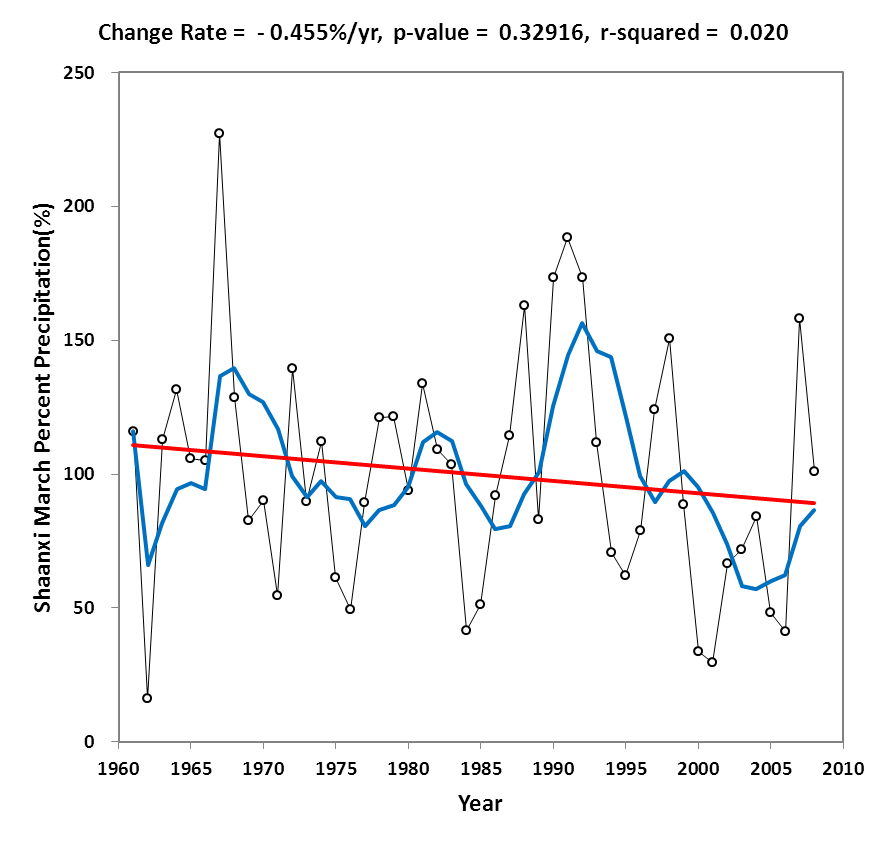 Change Rate = - 0.455%/yr, p-value = 0.32916, r-squared = 0.020
250
200
150
100
50
0
Shaanxi March Percent Precipitation(%)
1960 1965 1970 1975 1980 1985 1990 1995 2000 2005 2010
Year